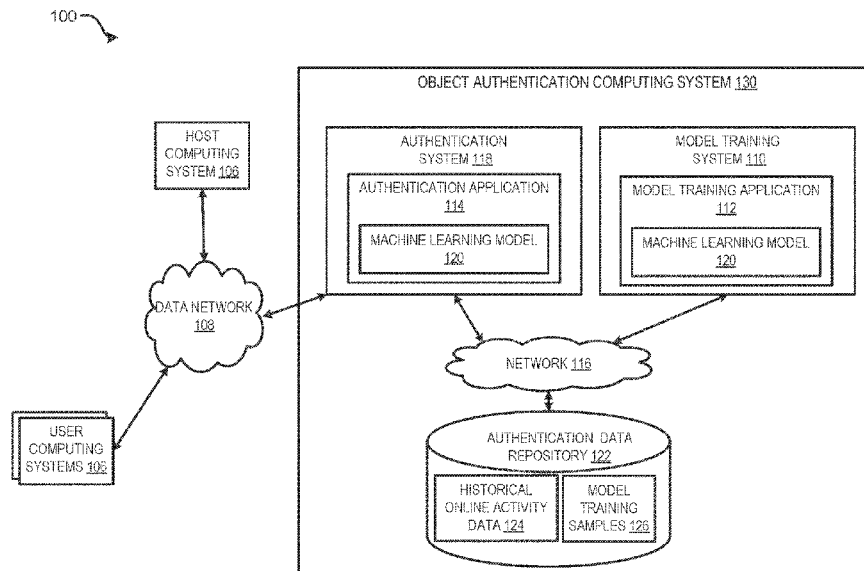 100
OBJECT AUTHENTICATION COMPUTING SYSTEM 130
HOST
COMPUTING
SYSTEM 106
AUTHENTICATION
SYSTEM 118
AUTHENTICATION APPLICATION
114
MACHINE LEARNING MODEL
120
MODEL TRAINING
SYSTEM 110
MODEL TRAINING APPLICATION
112
MACHINE LEARNING MODEL
120
DATA NETWORK
108
NETWORK 116
USER
COMPUTING
SYSTEMS 106
AUTHENTICATION DATA
REPOSITORY 122
HISTORICAL
ONLINE ACTIVITY
DATA 124
MODEL
TRAINING
SAMPLES 126